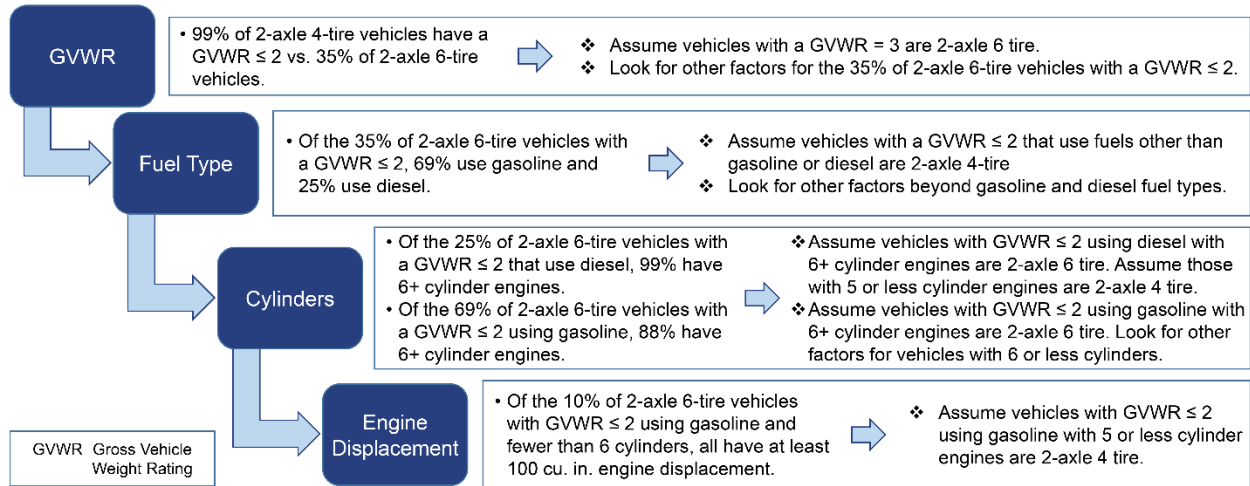 GVWR
• 99% of 2-axle 4-tire vehicles have a
GVWR ≤ 2 vs. 35% of 2-axle 6-tire
vehicles.
❖ Assume vehicles with a GVWR = 3 are 2-axle 6 tire.
❖ Look for other factors for the 35% of 2-axle 6-tire vehicles with a GVWR ≤ 2.
Fuel Type
• Of the 35% of 2-axle 6-tire vehicles with
a GVWR ≤ 2, 69% use gasoline and
25% use diesel.
❖ Assume vehicles with a GVWR ≤ 2 that use fuels other than
gasoline or diesel are 2-axle 4-tire
❖ Look for other factors beyond gasoline and diesel fuel types.
Cylinders
• Of the 25% of 2-axle 6-tire vehicles with
a GVWR ≤ 2 that use diesel, 99% have
6+ cylinder engines.
• Of the 69% of 2-axle 6-tire vehicles with
a GVWR ≤ 2 using gasoline, 88% have
6+ cylinder engines.
❖ Assume vehicles with GVWR ≤ 2 using diesel with
6+ cylinder engines are 2-axle 6 tire. Assume those
with 5 or less cylinder engines are 2-axle 4 tire.
❖ Assume vehicles with GVWR ≤ 2 using gasoline with
6+ cylinder engines are 2-axle 6 tire. Look for other
factors for vehicles with 6 or less cylinders.
Engine
Displacement
• Of the 10% of 2-axle 6-tire vehicles
with GVWR ≤ 2 using gasoline and
fewer than 6 cylinders, all have at least
100 cu. in. engine displacement.
❖ Assume vehicles with GVWR ≤ 2
using gasoline with 5 or less cylinder
engines are 2-axle 4 tire.
GVWR Gross Vehicle
Weight Rating